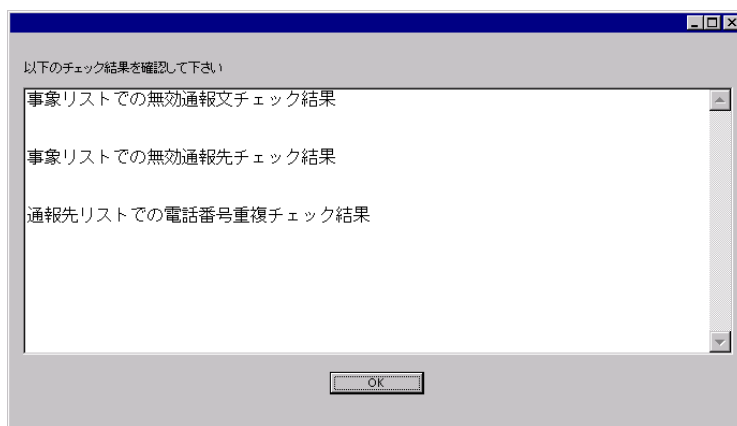 以下のチェック結果を確認して下さい
事象リストでの無効通報文チェック結果
事象リストでの無効通報先チェック結果
通報先リストでの電話番号重複チェック結果
OK